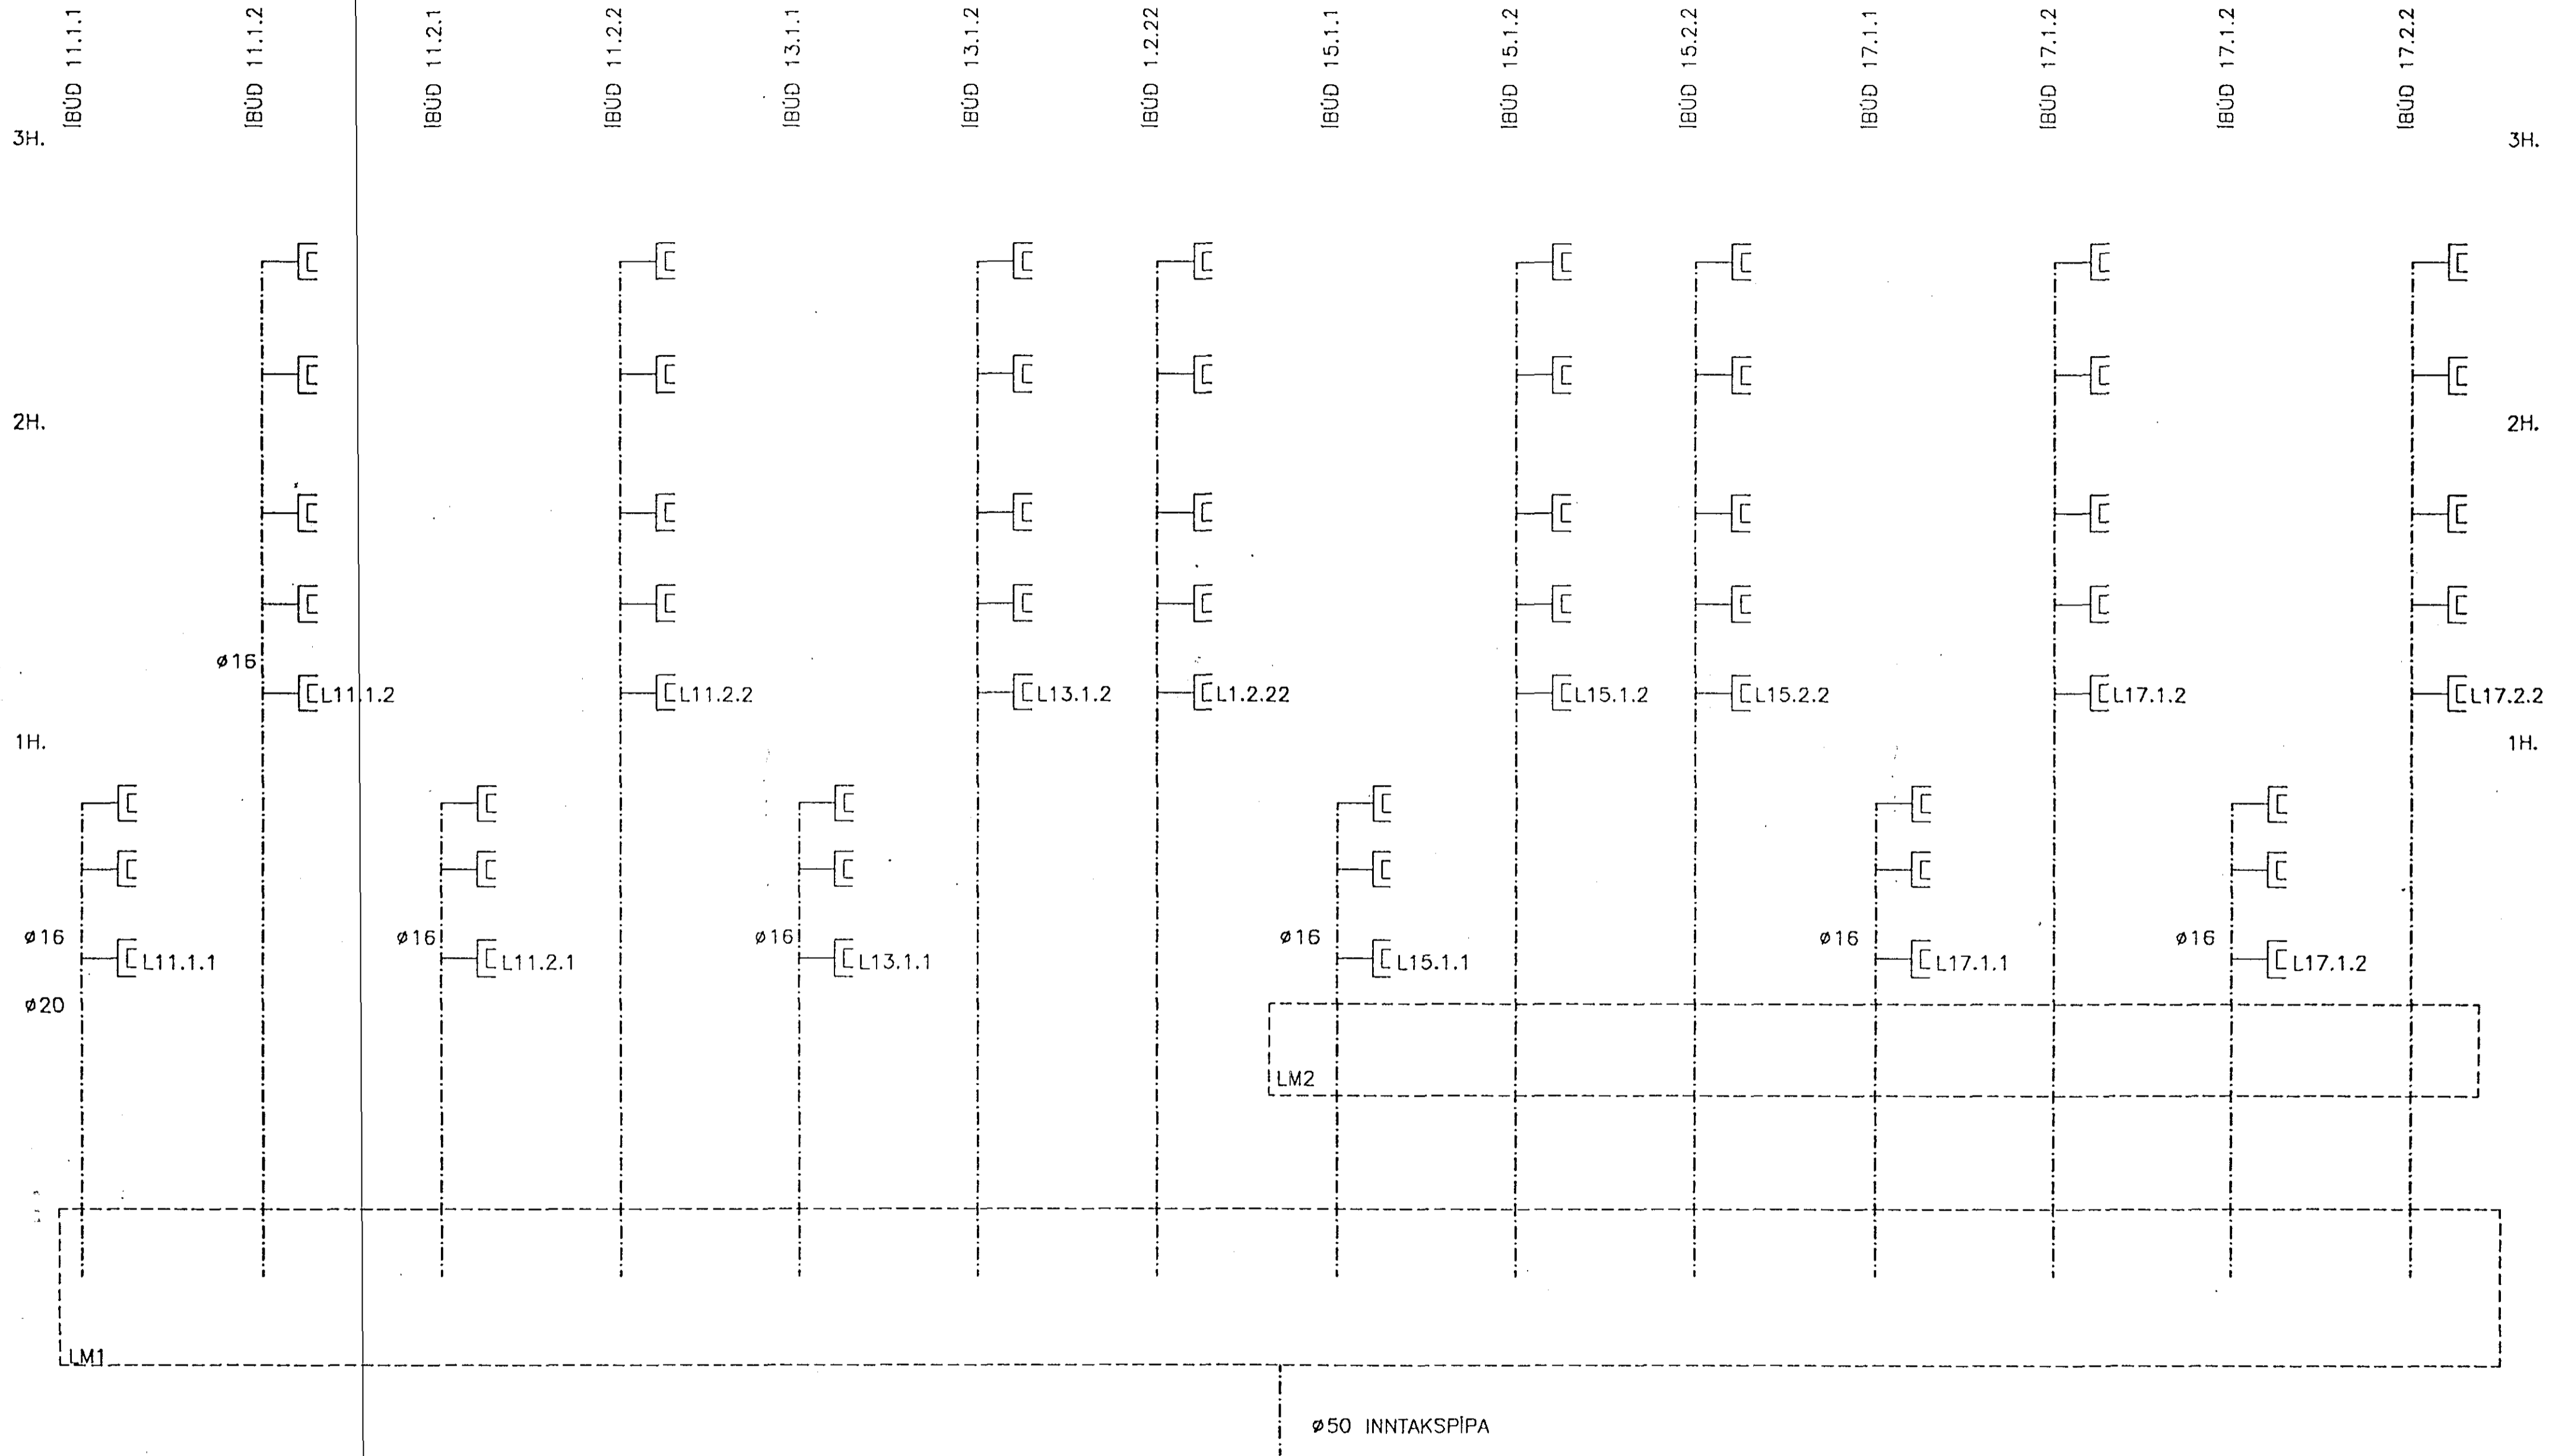 ÍBÚÐ 11.1.1
ÍBÚÐ 11.1.2
ÍBÚÐ 11.2.1
ÍBÚÐ 11.2.2
ÍBÚÐ 13.1.1
ÍBÚÐ 13.1.2
ÍBÚÐ 1.2.22
ÍBÚÐ 15.1.1
ÍBÚÐ 15.1.2
ÍBÚÐ 15.2.2
ÍBÚÐ 17.1.1
ÍBÚÐ 17.1.2
ÍBÚÐ 17.1.2
ÍBÚÐ 17.2.2
3H.
3H.
2H.
2H.
ø16
L11.1.2
L11.2.2
L13.1.2
L1.2.22
L15.1.2
L15.2.2
L17.1.2
L17.2.2
1H.
1H.
ø16
ø16
ø16
ø16
ø16
ø16
L11.1.1
L11.2.1
L13.1.1
L15.1.1
L17.1.1
L17.1.2
ø20
LM2
LM1
ø50 INNTAKSPÍPA